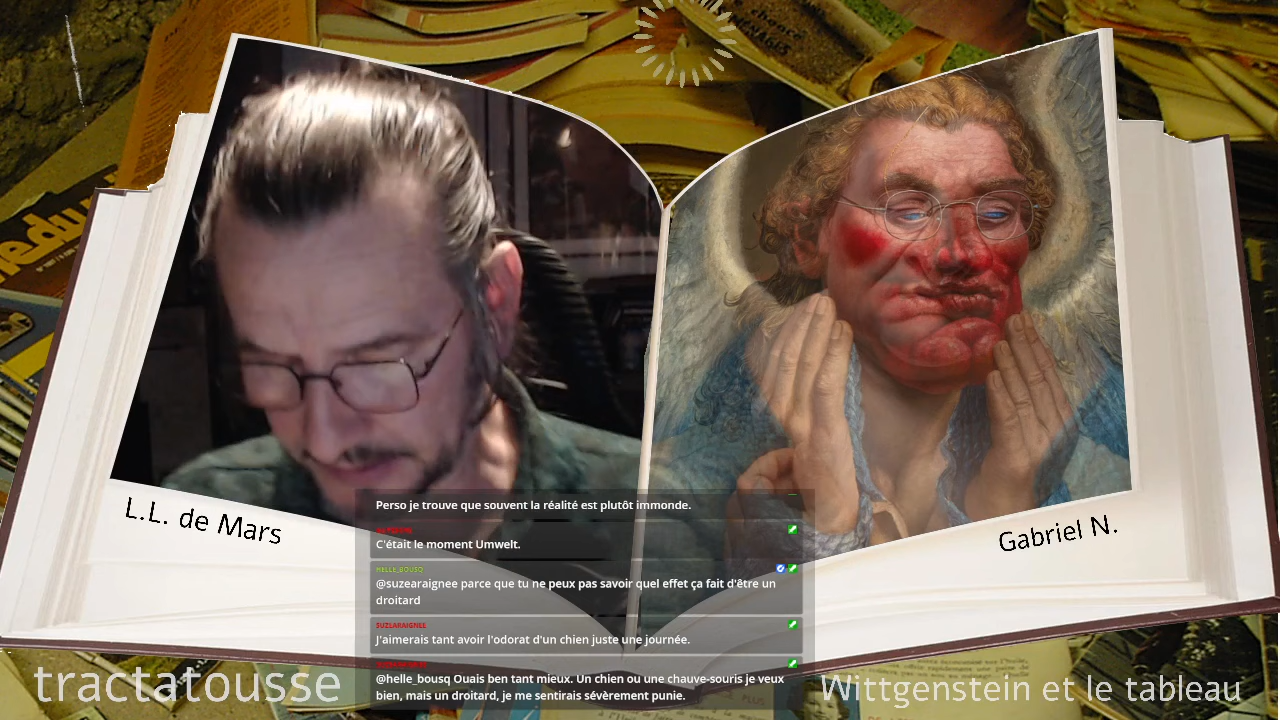 chance
NAGIS
L.L. de Mars
Gabriel N.
Perso je trouve que souvent la réalité est plutôt immonde.
C'était le moment Umwelt.
HELLE_BOUSQ
@suzearaignee parce que tu ne peux pas savoir quel effet ça fait d'être un
droitard
SUZEARAIGNEE
J'aimerais tant avoir l'odorat d'un chien juste une journée.
@helle_bousq Ouais ben tant mieux. Un chien ou une chauve-souris je veux
bien, mais un droitard, je me sentirais sévèrement punie.
tractatousse
Wittgenstein et le tableau